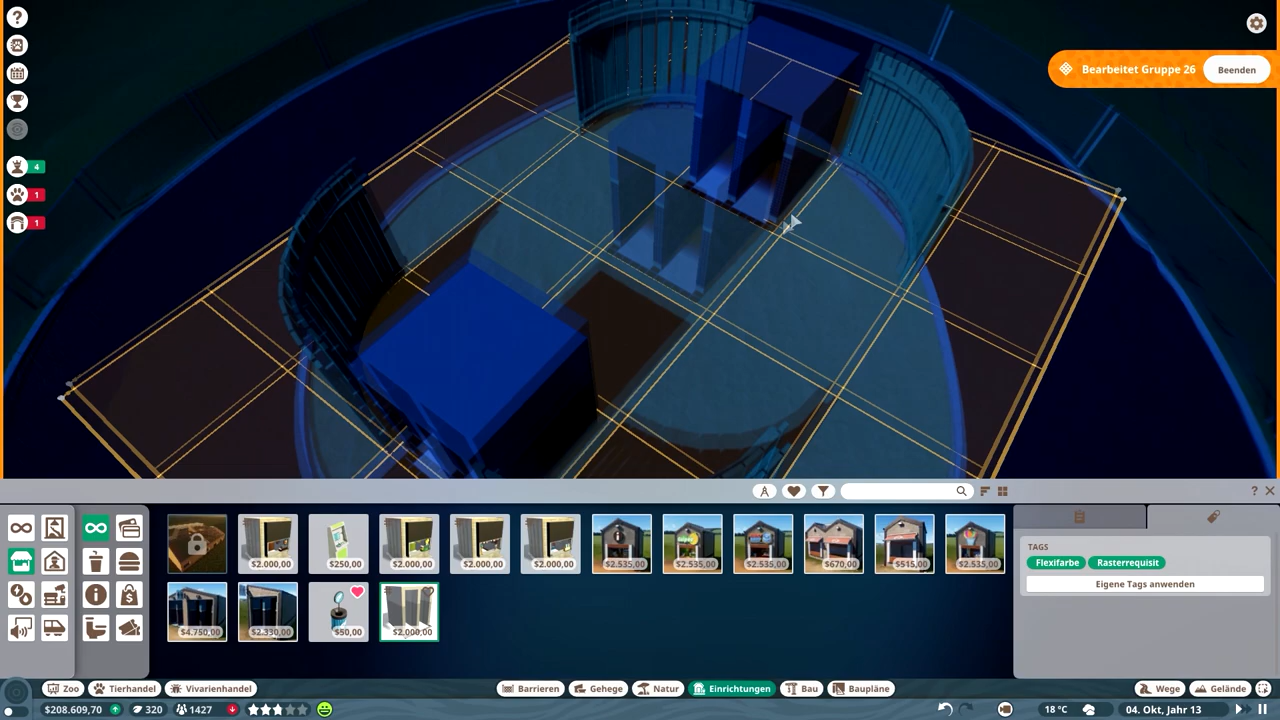 ?
Bearbeitet Gruppe 26
Beenden
4
1
1
? ×
$2.000,00
$250,00
$2.000,00
$2.000,00
$2.000,00
$2.535,00
$2.535,00
$2.535,00
$670,00
$515,00
$2.535,00
$4.750,00
$2.330,00
$50,00
$2.000,00
TAGS
Flexifarbe
Rasterrequisit
Eigene Tags anwenden
Zoo
Tierhandel
Vivarienhandel
Barrieren
Gehege
Natur
Einrichtungen
Bau
Baupläne
Wege
Gelände
$208.609,70
320
1427
18 °C
04. Okt, Jahr 13